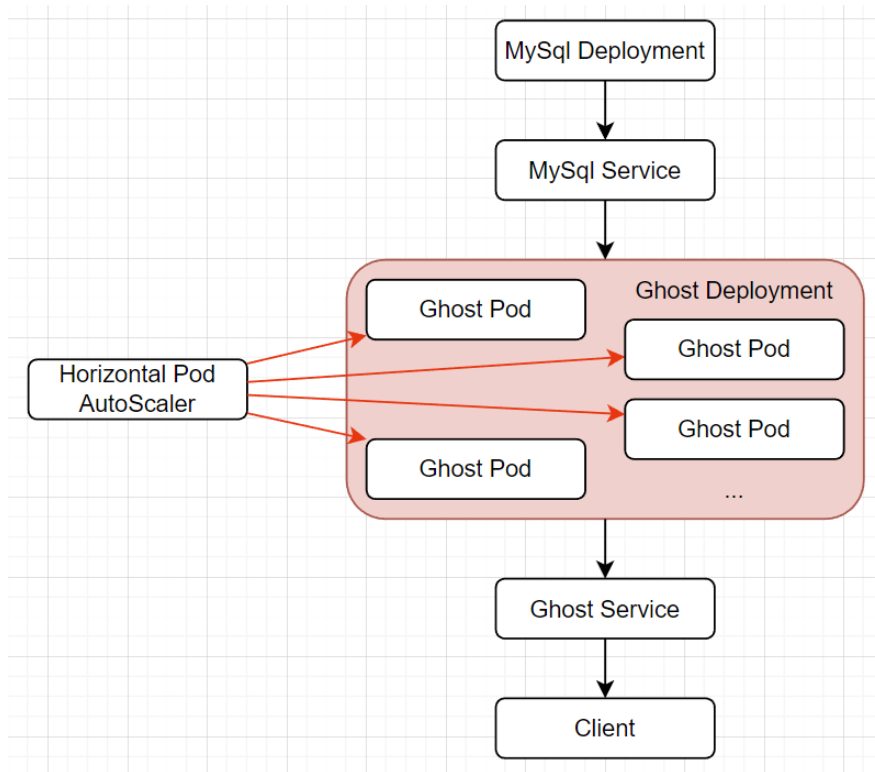 MySql Deployment
MySql Service
Ghost Deployment
Ghost Pod
Ghost Pod
Horizontal Pod
AutoScaler
Ghost Pod
Ghost Pod
...
Ghost Service
Client